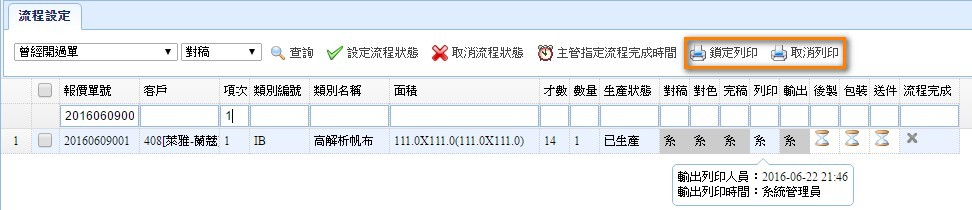 流程設定
曾經開過單 對稿 查詢 設定流程狀態 取消流程狀態 主管指定流程完成時間 鎖定列印 取消列印
報價單號 客戶 項次 類別編號 類別名稱 面積 才數 數量 生產狀態 對稿 對色 完稿 列印 輸出 後製 包裝 送件 流程完成
2016060900 1
1 20160609001 408[萊雅-蘭蔻] 1 IB 高解析帆布 111.0X111.0(111.0X111.0) 14 1 已生產 系 系 系 系 系
輸出列印人員：2016-06-22 21:46
輸出列印時間：系統管理員